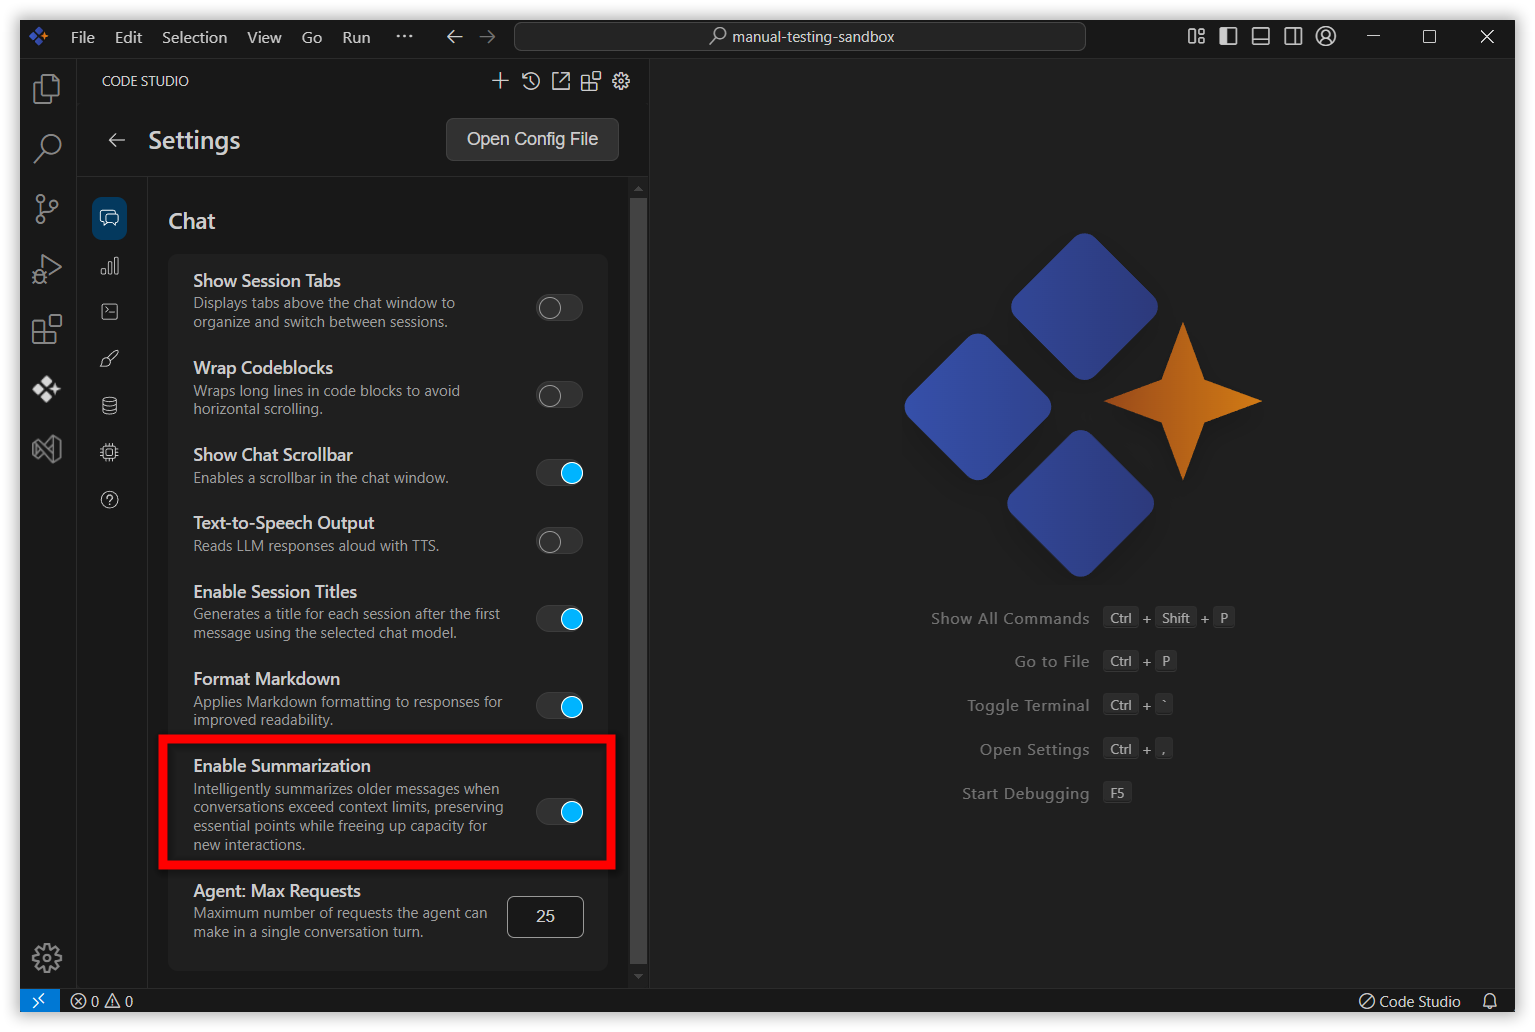 File Edit Selection View Go Run ···
manual-testing-sandbox
CODE STUDIO
Settings
Open Config File
Chat
Show Session Tabs
Displays tabs above the chat window to
organize and switch between sessions.
Wrap Codeblocks
Wraps long lines in code blocks to avoid
horizontal scrolling.
Show Chat Scrollbar
Enables a scrollbar in the chat window.
Text-to-Speech Output
Reads LLM responses aloud with TTS.
Enable Session Titles
Generates a title for each session after the first
message using the selected chat model.
Format Markdown
Applies Markdown formatting to responses for
improved readability.
Enable Summarization
Intelligently summarizes older messages when
conversations exceed context limits, preserving
essential points while freeing up capacity for
new interactions.
Agent: Max Requests
Maximum number of requests the agent can
make in a single conversation turn.
25
Show All Commands Ctrl + Shift + P
Go to File Ctrl + P
Toggle Terminal Ctrl + `
Open Settings Ctrl + ,
Start Debugging F5
0 0
Code Studio